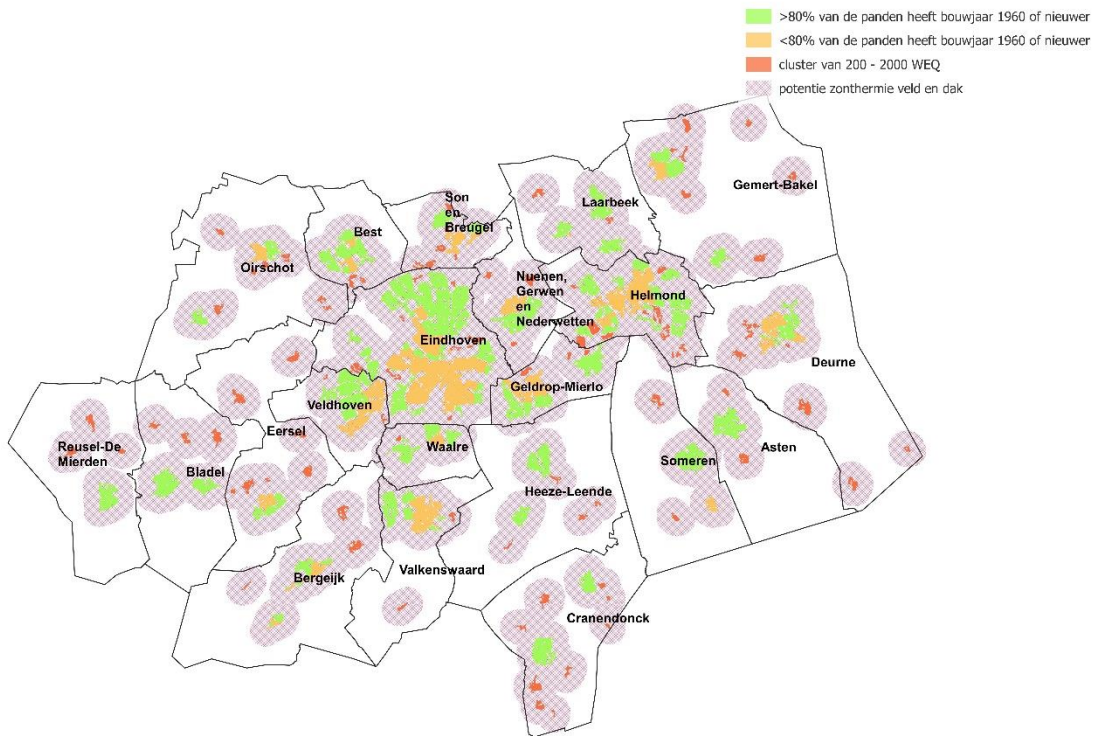 >80% van de panden heeft bouwjaar 1960 of nieuwer
<80% van de panden heeft bouwjaar 1960 of nieuwer
cluster van 200 - 2000 WEQ
potentie zonthermie veld en dak
Gemert-Bakel
Son
en
Breugel
Laarbeek
Best
Oirschot
Nuenen,
Gerwen
en
Nederwetten
Helmond
Eindhoven
Deurne
Geldrop-Mierlo
Veldhoven
Eersel
Reusel-De
Mierden
Bladel
Waalre
Asten
Someren
Heeze-Leende
Valkenswaard
Bergeijk
Cranendonck